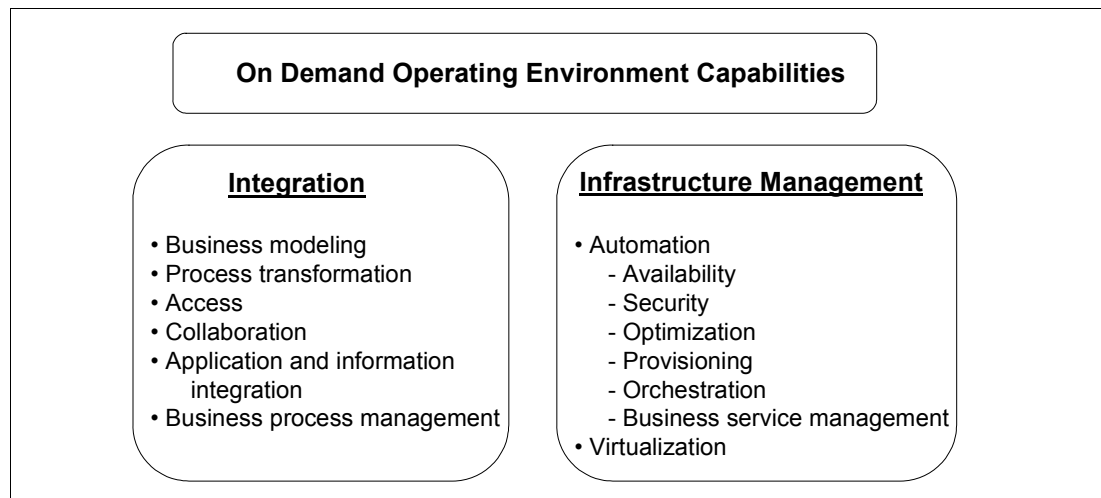 On Demand Operating Environment Capabilities
Integration
• Business modeling
• Process transformation
• Access
• Collaboration
• Application and information
integration
• Business process management
Infrastructure Management
• Automation
- Availability
- Security
- Optimization
- Provisioning
- Orchestration
- Business service management
• Virtualization